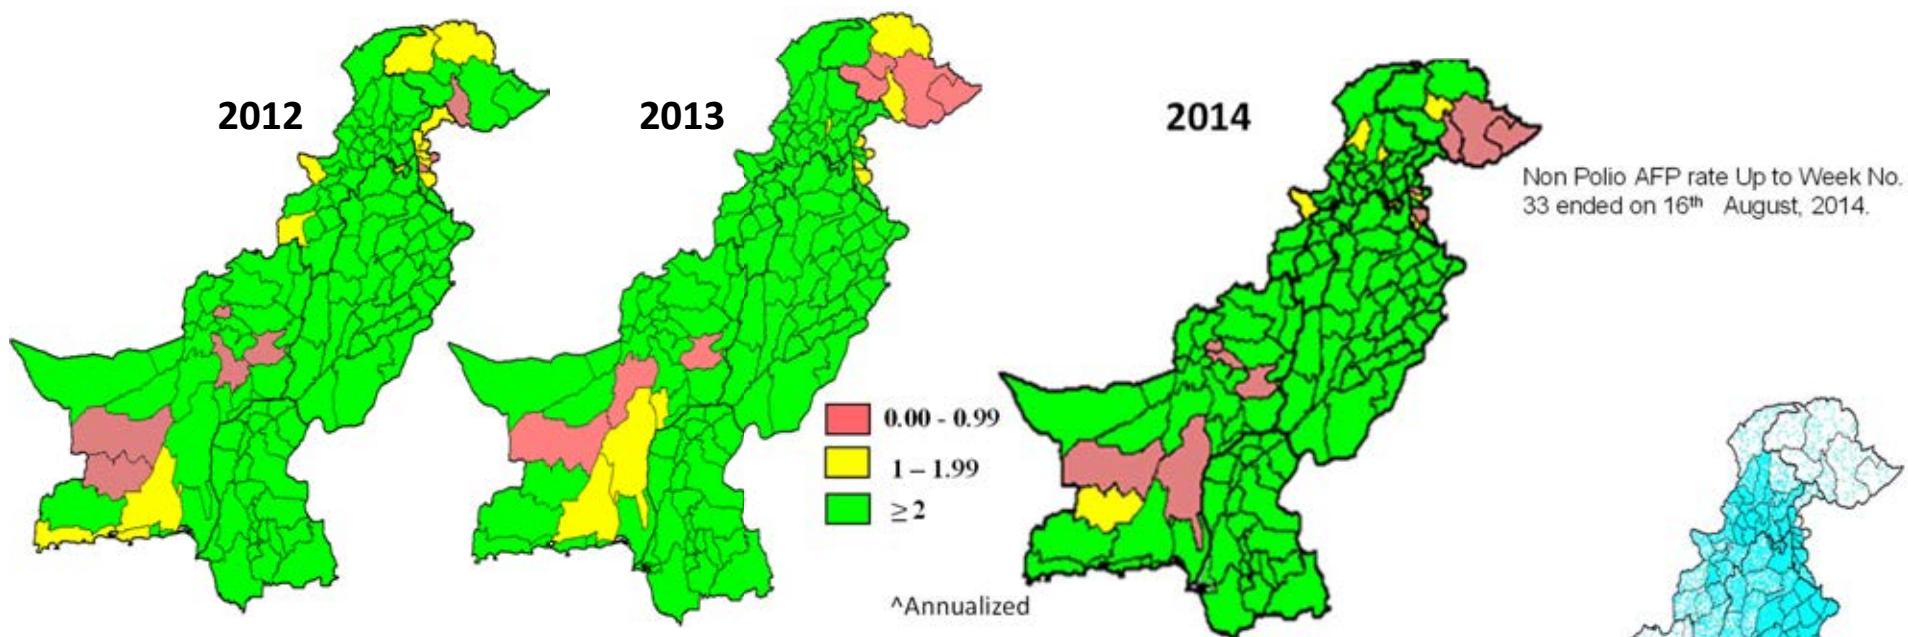 2012
2013
2014
Non Polio AFP rate Up to Week No.
33 ended on 16th August, 2014.
0.00 - 0.99
1 – 1.99
≥ 2
^Annualized